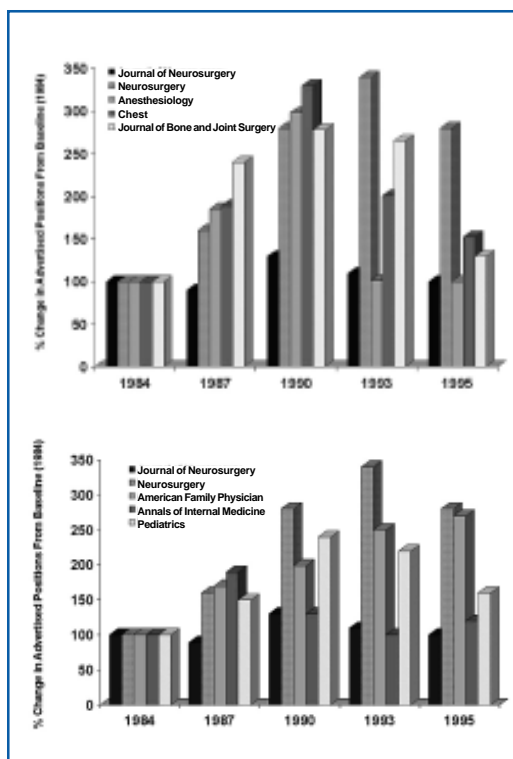 % Change in Advertised Positions From Baseline (1984)
350
300
250
200
150
100
50
0
Journal of Neurosurgery
Neurosurgery
Anesthesiology
Chest
Journal of Bone and Joint Surgery
1984 1987 1990 1993 1995
% Change in Advertised Positions From Baseline (1984)
350
300
250
200
150
100
50
0
Journal of Neurosurgery
Neurosurgery
American Family Physician
Annals of Internal Medicine
Pediatrics
1984 1987 1990 1993 1995